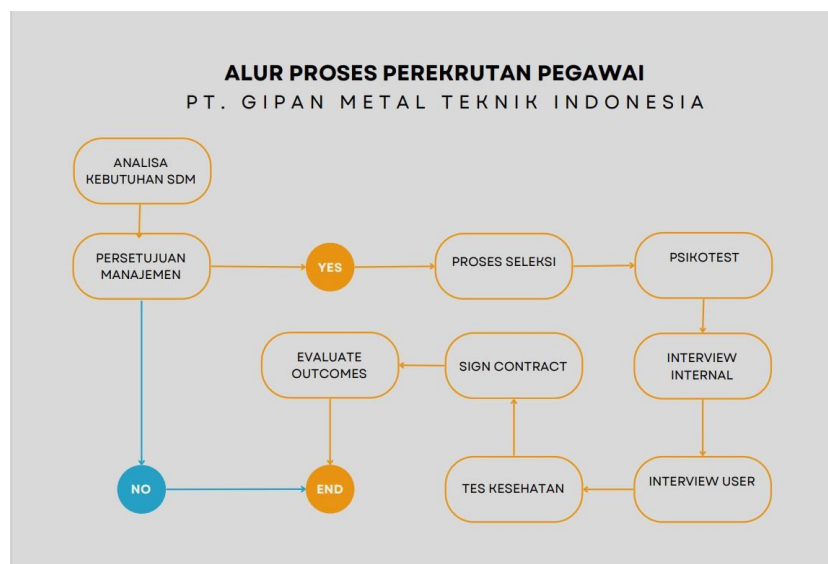 ALUR PROSES PEREKRUTAN PEGAWAI
PT. GIPAN METAL TEKNIK INDONESIA
ANALISA
KEBUTUHAN SDM
PERSETUJUAN
MANAJEMEN
YES
PROSES SELEKSI
PSIKOTEST
EVALUATE
OUTCOMES
SIGN CONTRACT
INTERVIEW
INTERNAL
NO
END
TES KESEHATAN
INTERVIEW USER